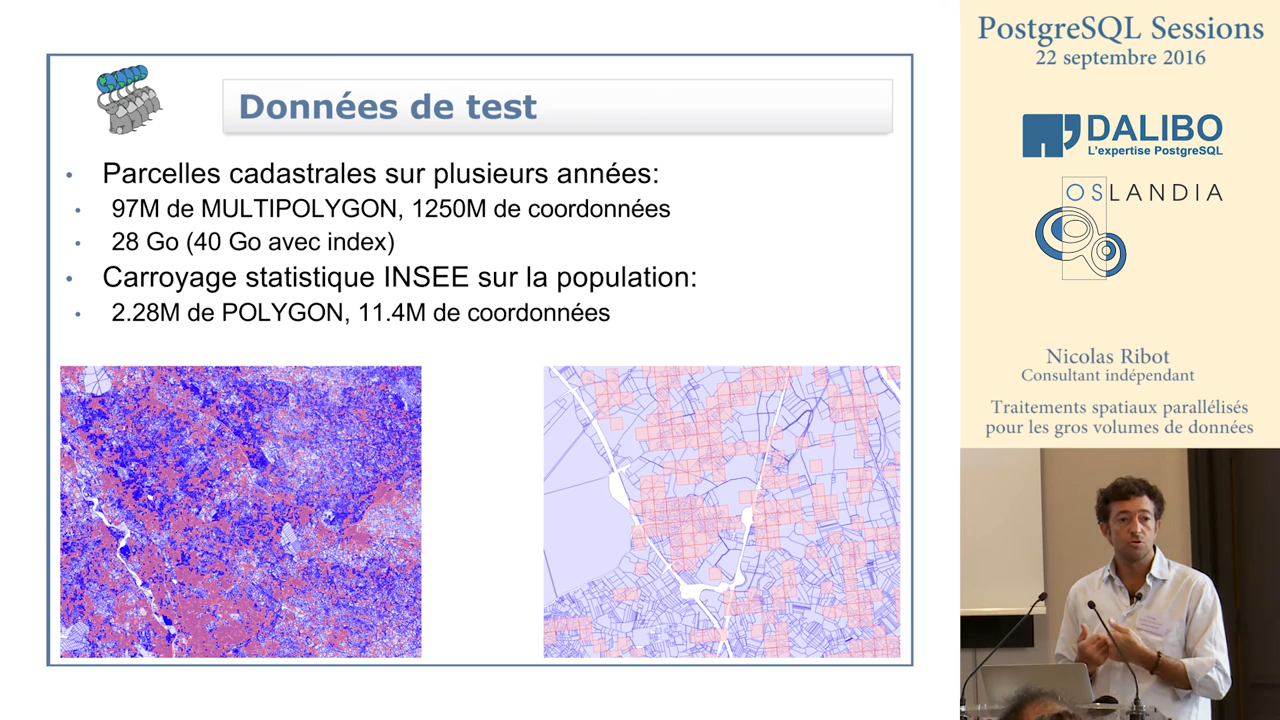 Données de test
Parcelles cadastrales sur plusieurs années:
97M de MULTIPOLYGON, 1250M de coordonnées
28 Go (40 Go avec index)
Carroyage statistique INSEE sur la population:
2.28M de POLYGON, 11.4M de coordonnées
PostgreSQL Sessions
22 septembre 2016
DALIBO
L'expertise PostgreSQL
OSLANDIA
Nicolas Ribot
Consultant indépendant
Traitements spatiaux parallélisés
pour les gros volumes de données